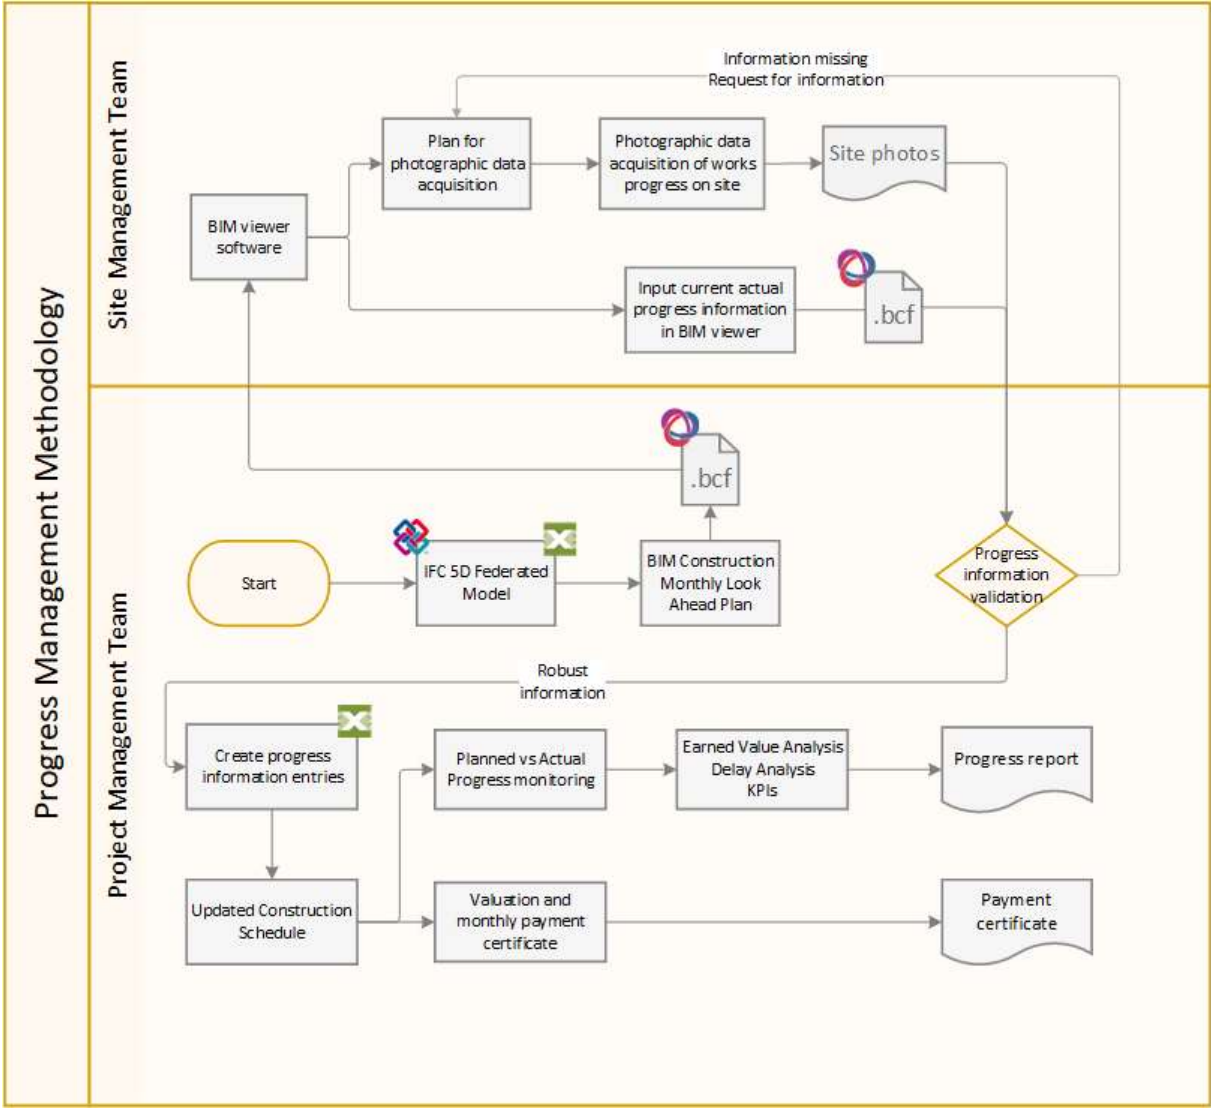 Progress Management Methodology
Site Management Team
Information missing
Request for information
Plan for
photographic data
acquisition
Photographic data
acquisition of works
progress on site
Site photos
BIM viewer
software
Input current actual
progress information
in BIM viewer
.bcf
Project Management Team
.bcf
Start
IFC 5D Federated
Model
BIM Construction
Monthly Look
Ahead Plan
Progress
information
validation
Robust
information
Create progress
information entries
Planned vs Actual
Progress monitoring
Earned Value Analysis
Delay Analysis
KPIs
Progress report
Updated Construction
Schedule
Valuation and
monthly payment
certificate
Payment
certificate